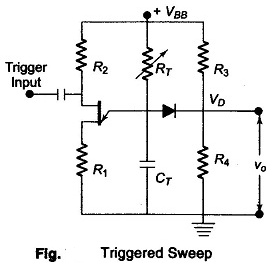 + V_BB
R_2
R_T
R_3
Trigger
Input
V_D
R_1
C_T
R_4
v_o
Fig. Triggered Sweep